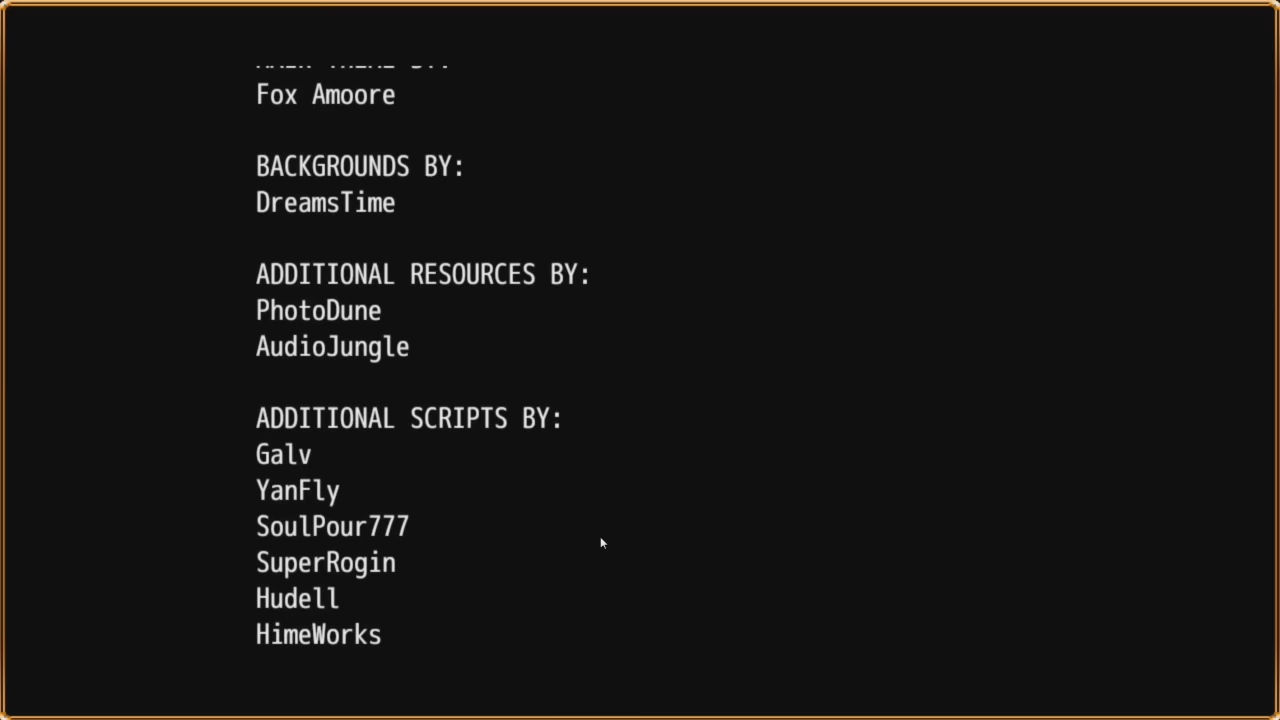 Fox Amoore
BACKGROUNDS BY:
DreamsTime
ADDITIONAL RESOURCES BY:
PhotoDune
AudioJungle
ADDITIONAL SCRIPTS BY:
Galv
YanFly
SoulPour777
SuperRogin
Hudell
HimeWorks